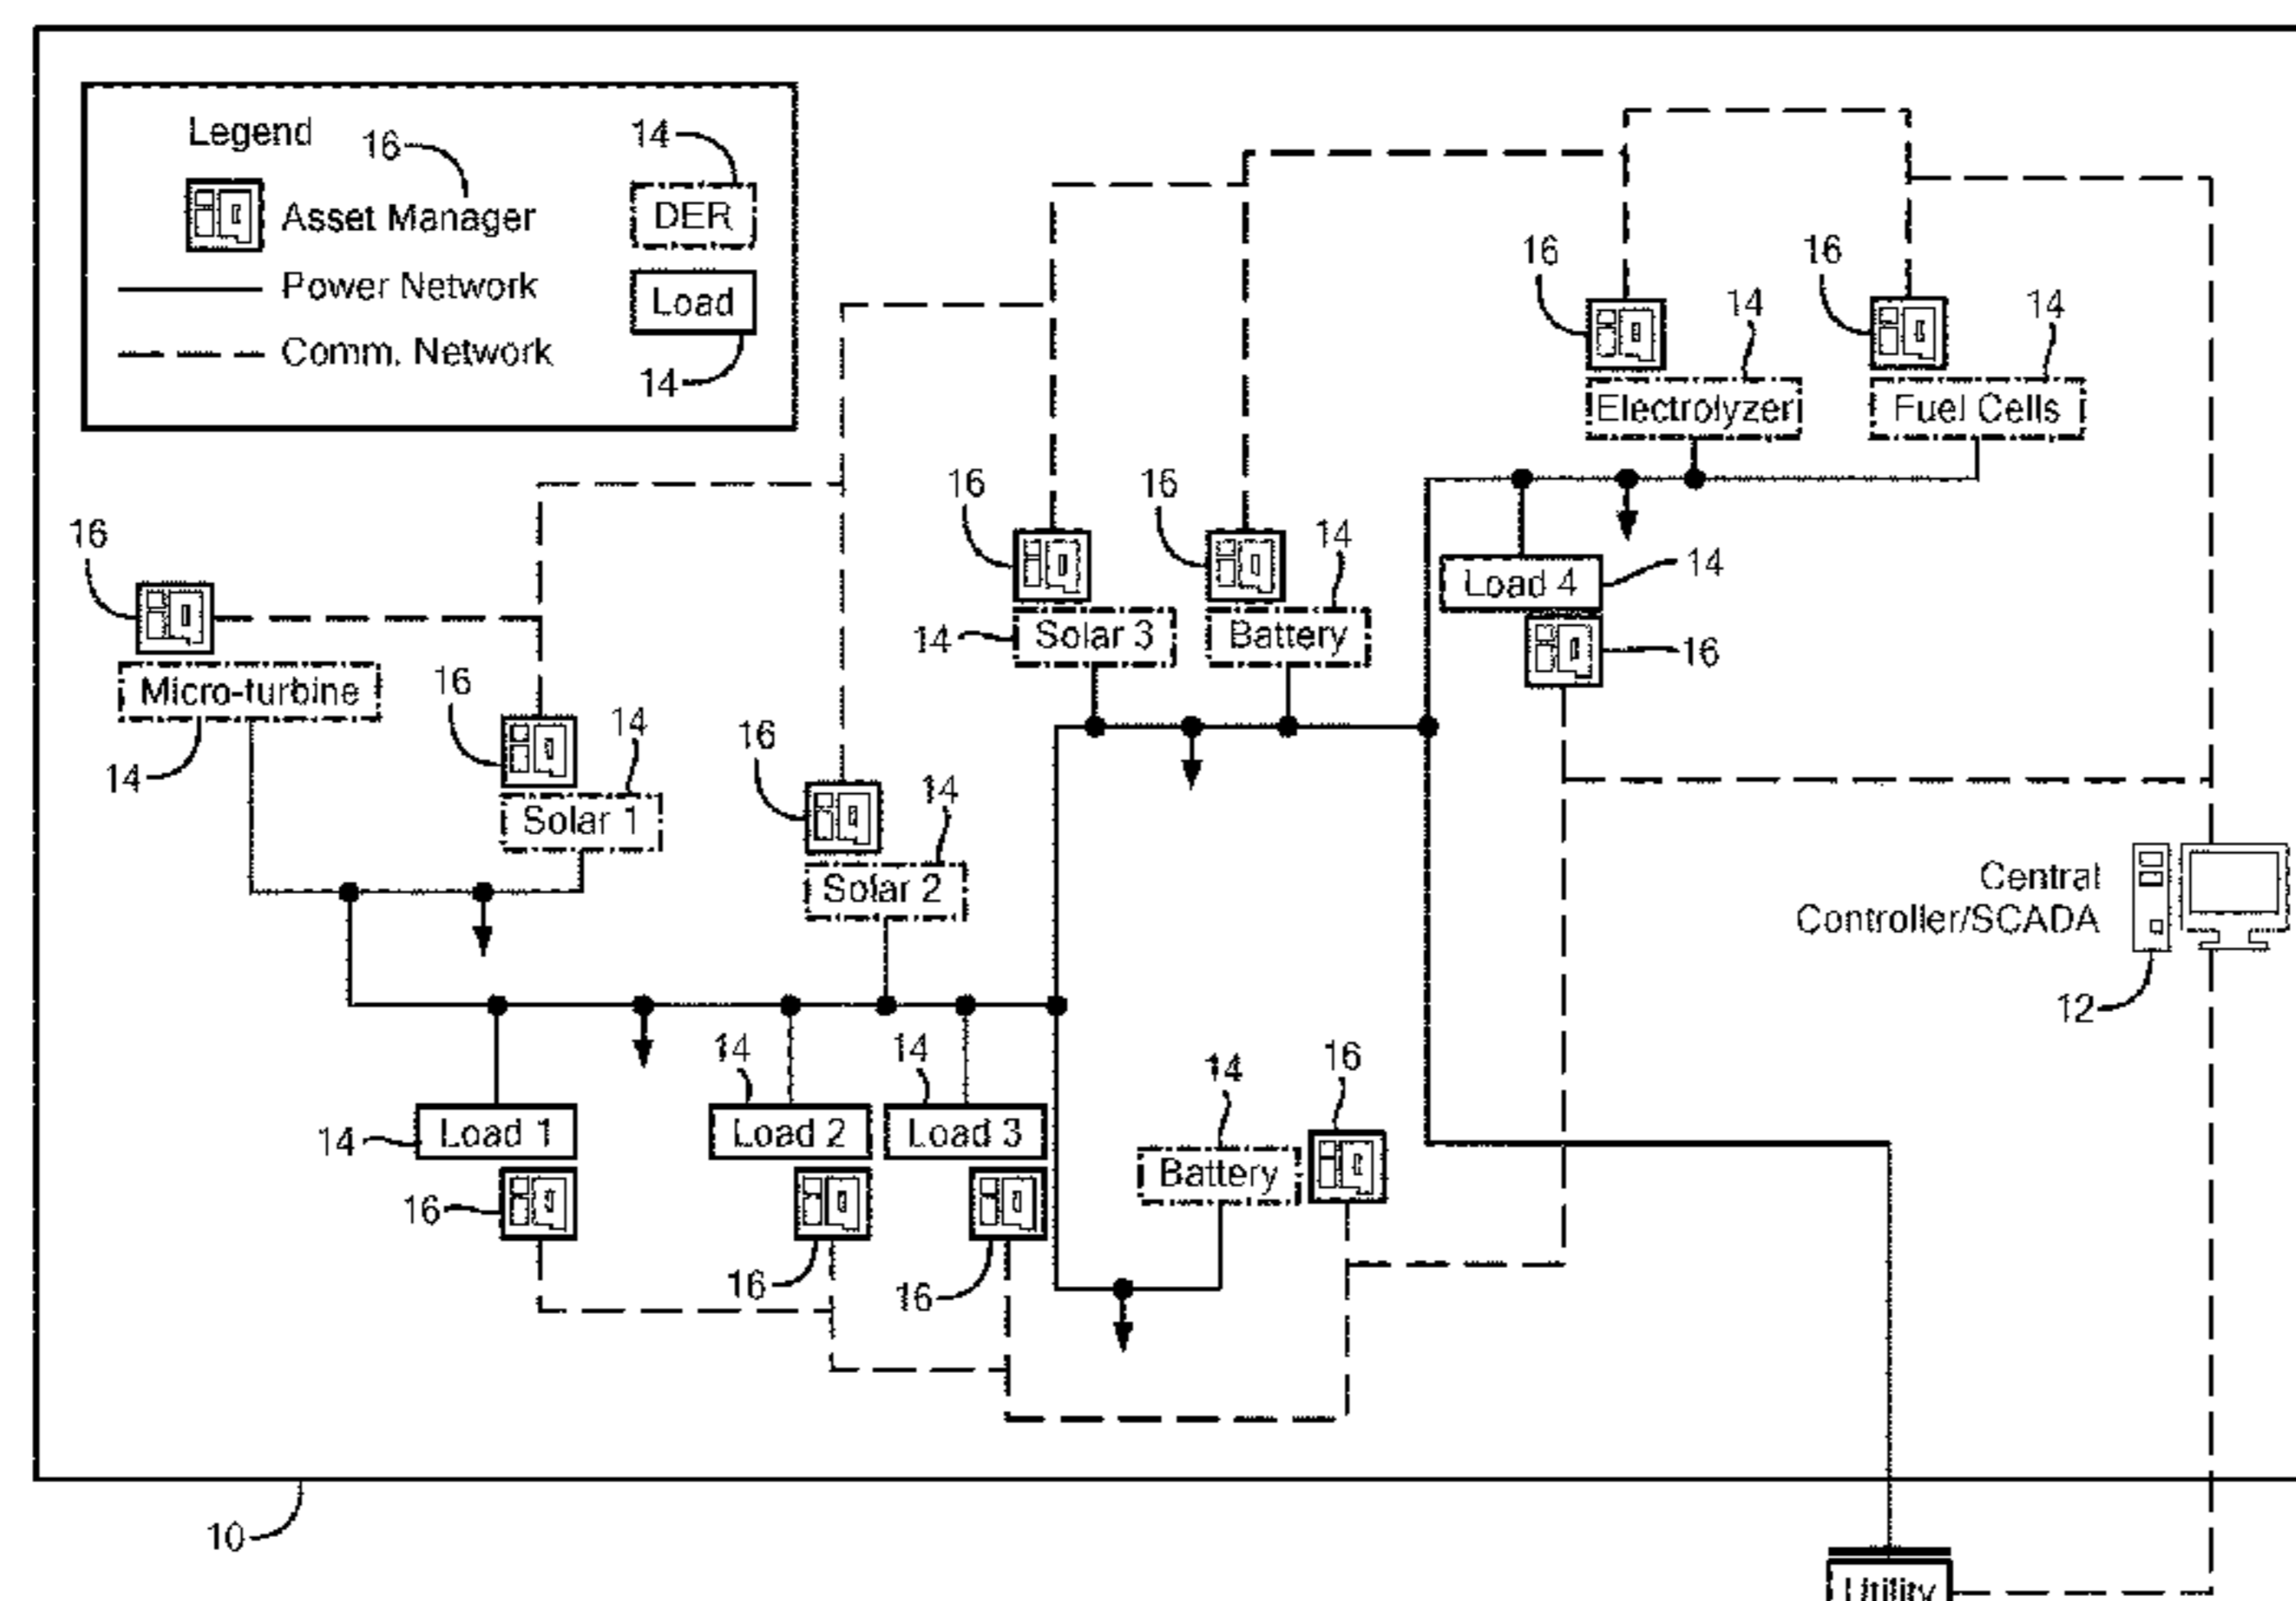 Legend
16
14
Asset Manager
DER
Power Network
Load
Comm. Network
14
16
16
14
14
Electrolyzer
Fuel Cells
16
16
14
16
14
Load 4
14
Solar 3
Battery
16
Micro-turbine
16
14
14
16
Solar 1
14
Solar 2
Central
Controller/SCADA
12
14
14
14
16
14
Load 1
Load 2
Load 3
Battery
16
16
16
10
Utility